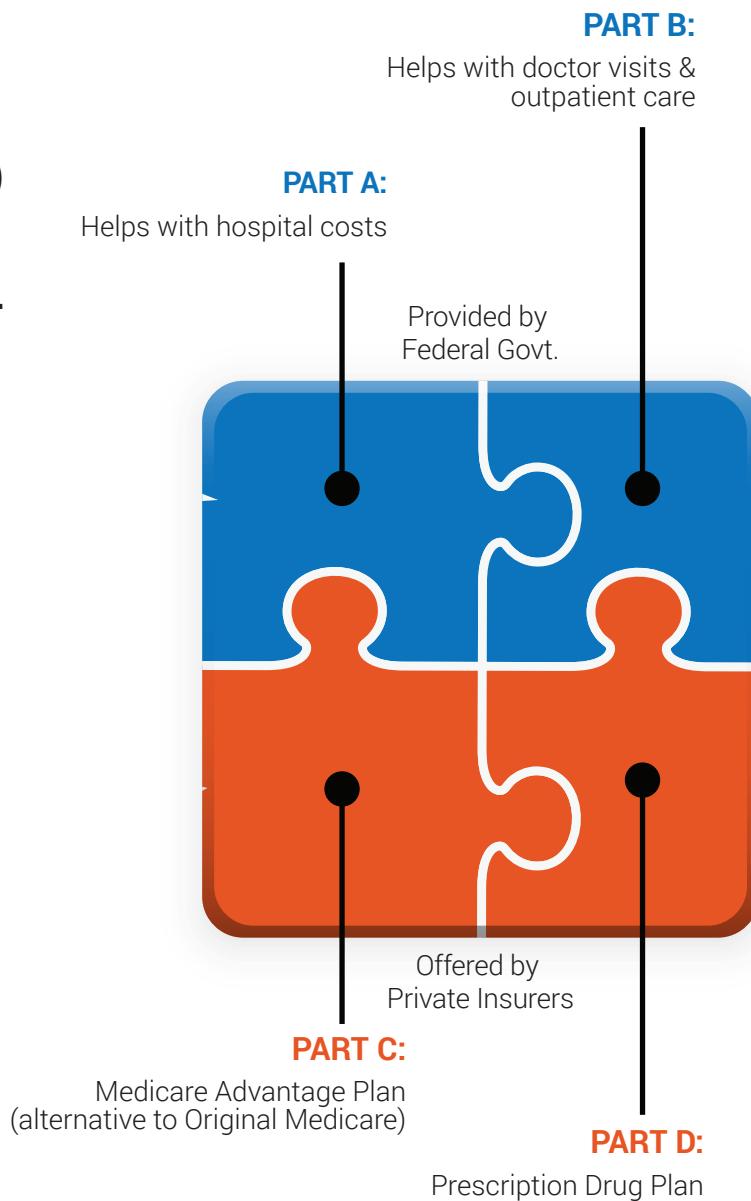 PART B:
Helps with doctor visits &
outpatient care
PART A:
Helps with hospital costs
Provided by
Federal Govt.
Offered by
Private Insurers
PART C:
Medicare Advantage Plan
(alternative to Original Medicare)
PART D:
Prescription Drug Plan